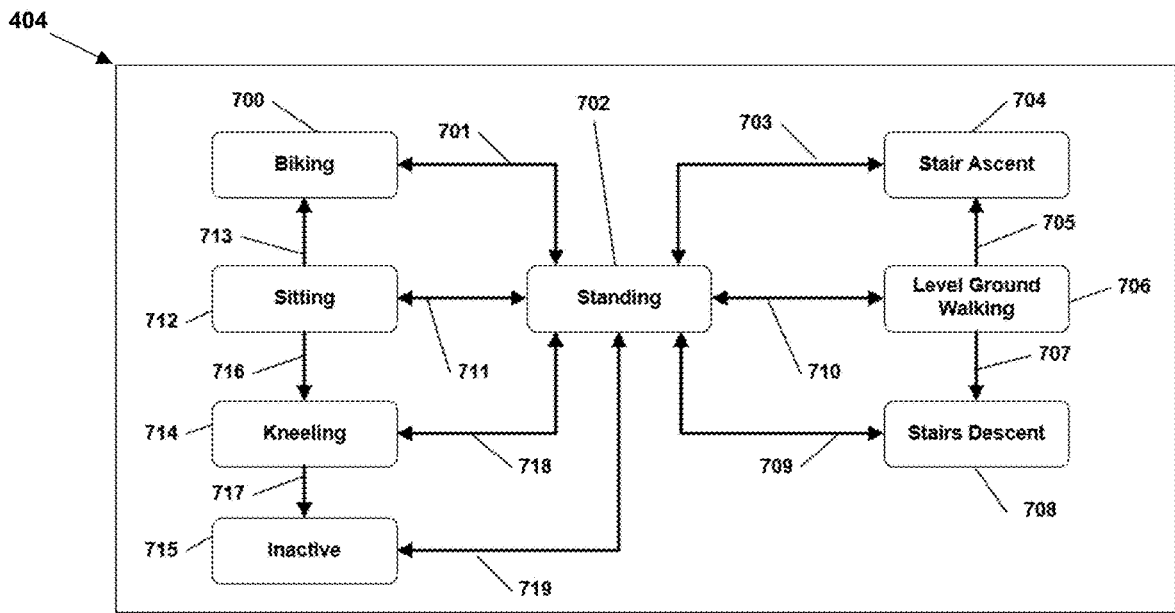 404
700
702
704
701
703
Biking
Stair Ascent
713
705
Sitting
Standing
Level Ground
Walking
706
712
716
711
710
707
714
Kneeling
Stairs Descent
718
709
717
708
715
Inactive
719